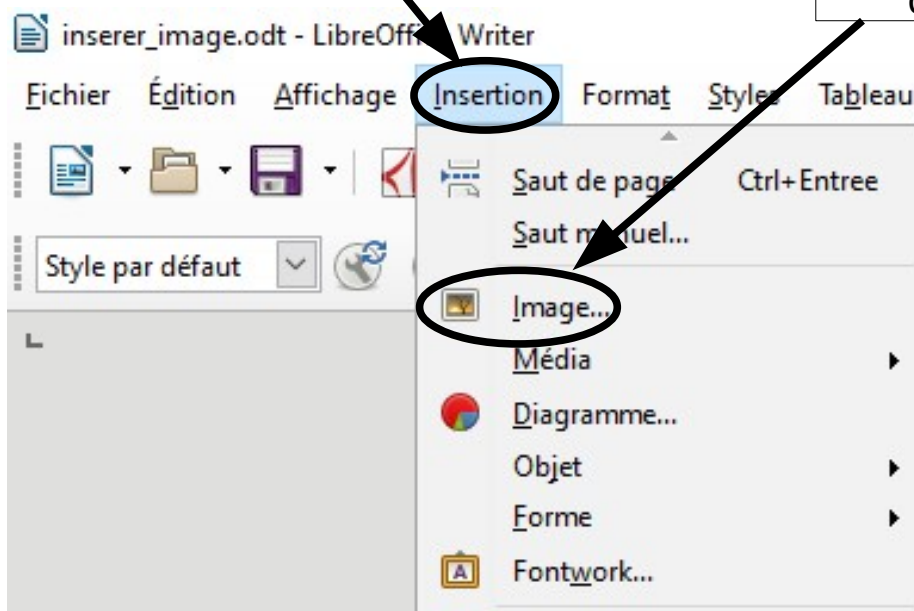 inserer_image.odt - LibreOffi Writer
Fichier Édition Affichage Insertion Format Styles Tableau
Saut de page Ctrl+Entree
Saut manuel...
Style par défaut
Image...
Média
Diagramme...
Objet
Forme
A Fontwork...